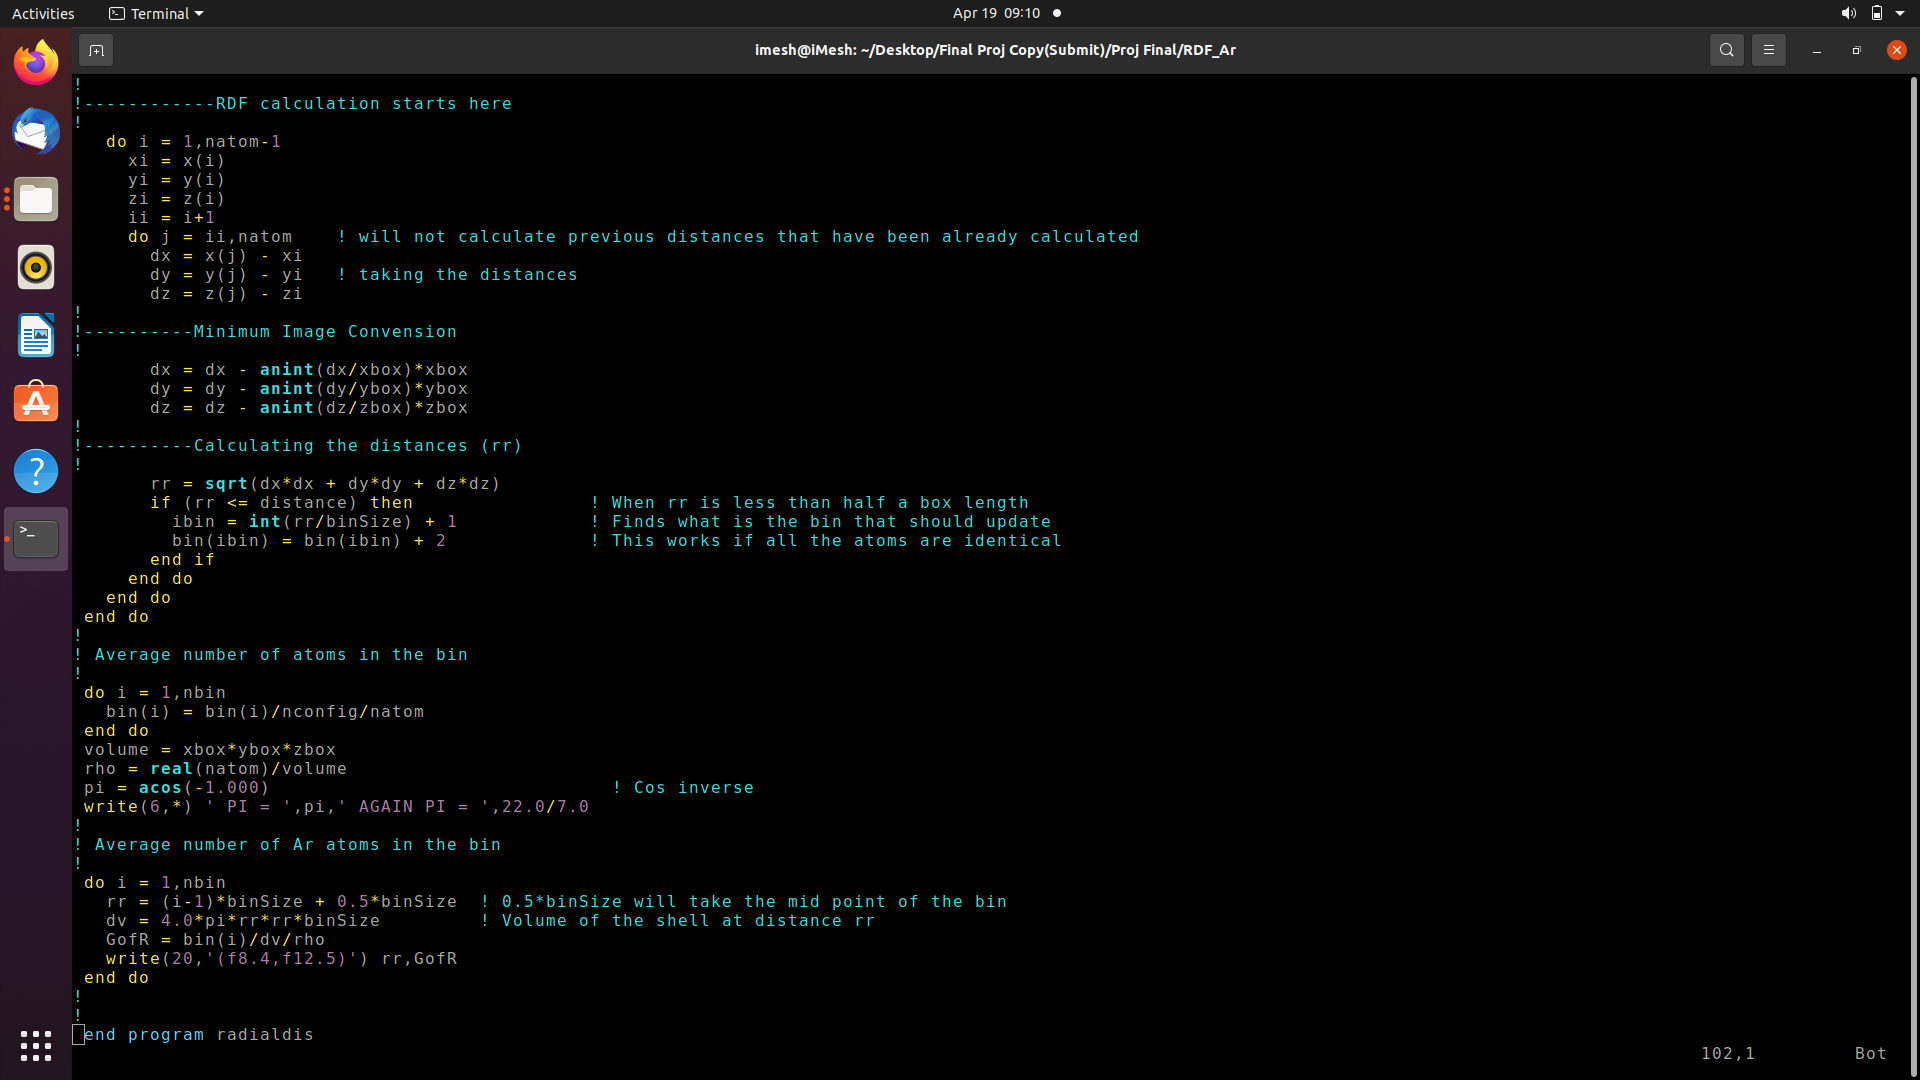 Activities Terminal Apr 19 09:10
imesh@iMesh: ~/Desktop/Final Proj Copy(Submit)/Proj Final/RDF_Ar
!
!------------RDF calculation starts here
!
   do i = 1,natom-1
     xi = x(i)
     yi = y(i)
     zi = z(i)
     ii = i+1
     do j = ii,natom    ! will not calculate previous distances that have been already calculated
       dx = x(j) - xi
       dy = y(j) - yi   ! taking the distances
       dz = z(j) - zi
!
!----------Minimum Image Convension
!
       dx = dx - anint(dx/xbox)*xbox
       dy = dy - anint(dy/ybox)*ybox
       dz = dz - anint(dz/zbox)*zbox
!
!----------Calculating the distances (rr)
!
       rr = sqrt(dx*dx + dy*dy + dz*dz)
       if (rr <= distance) then                ! When rr is less than half a box length
         ibin = int(rr/binSize) + 1            ! Finds what is the bin that should update
         bin(ibin) = bin(ibin) + 2             ! This works if all the atoms are identical
       end if
     end do
   end do
 end do
!
! Average number of atoms in the bin
!
 do i = 1,nbin
   bin(i) = bin(i)/nconfig/natom
 end do
 volume = xbox*ybox*zbox
 rho = real(natom)/volume
 pi = acos(-1.000)                               ! Cos inverse
 write(6,*) ' PI = ',pi,' AGAIN PI = ',22.0/7.0
!
! Average number of Ar atoms in the bin
!
 do i = 1,nbin
   rr = (i-1)*binSize + 0.5*binSize  ! 0.5*binSize will take the mid point of the bin
   dv = 4.0*pi*rr*rr*binSize         ! Volume of the shell at distance rr
   GofR = bin(i)/dv/rho
   write(20,'(f8.4,f12.5)') rr,GofR
 end do
!
!
 end program radialdis
102,1 Bot